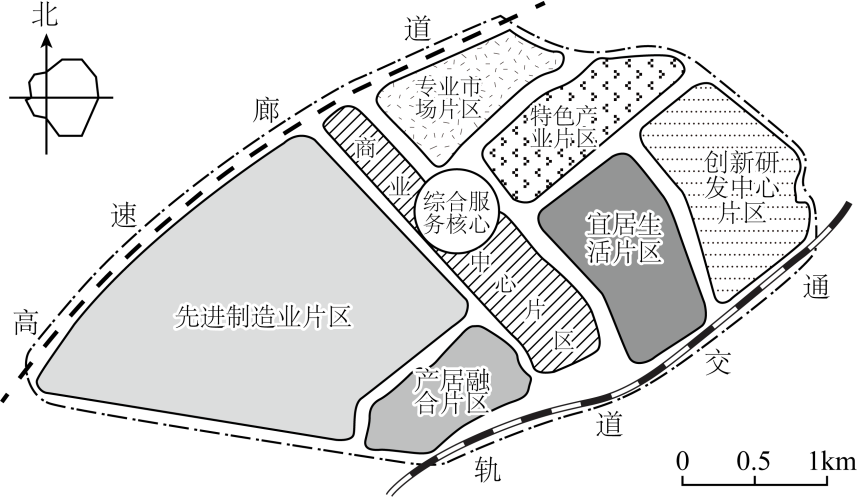 北
高速廊道
专业市
场片区
特色产
业片区
创新研
发中心
片区
商业中心片区
综合服
务核心
宜居生
活片区
先进制造业片区
产居融
合片区
轨道交通
0 0.5 1km